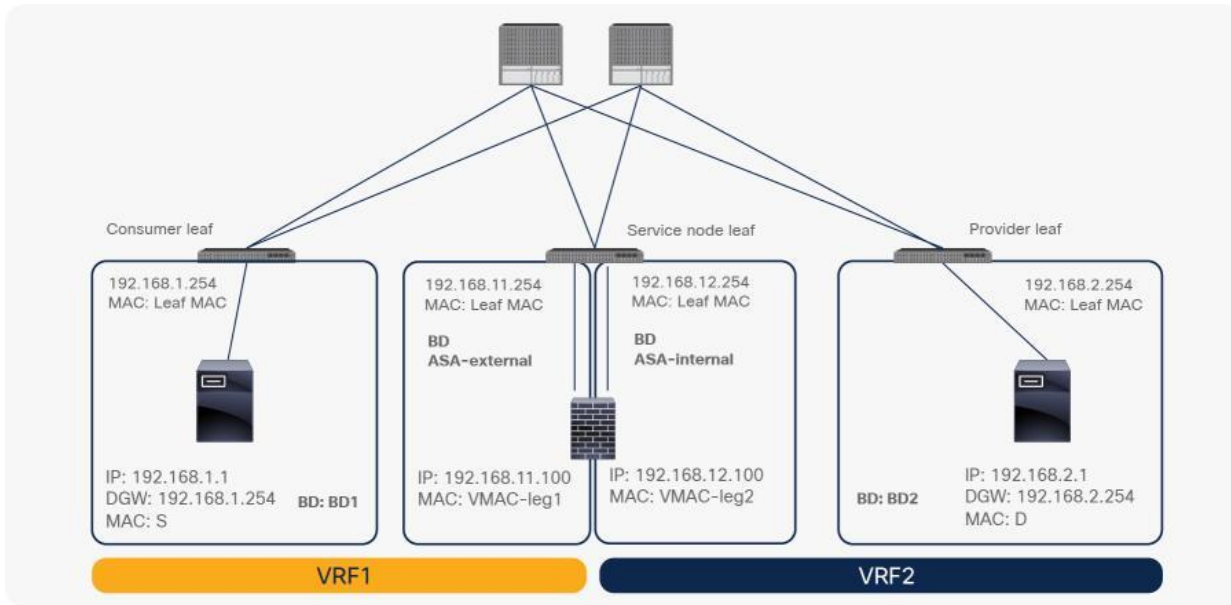 Consumer leaf
Service node leaf
Provider leaf
192.168.1.254
MAC: Leaf MAC
IP: 192.168.1.1
DGW: 192.168.1.254
MAC: S
BD: BD1
192.168.11.254
MAC: Leaf MAC
BD
ASA-external
IP: 192.168.11.100
MAC: VMAC-leg1
192.168.12.254
MAC: Leaf MAC
BD
ASA-internal
IP: 192.168.12.100
MAC: VMAC-leg2
192.168.2.254
MAC: Leaf MAC
BD: BD2
IP: 192.168.2.1
DGW: 192.168.2.254
MAC: D
VRF1
VRF2